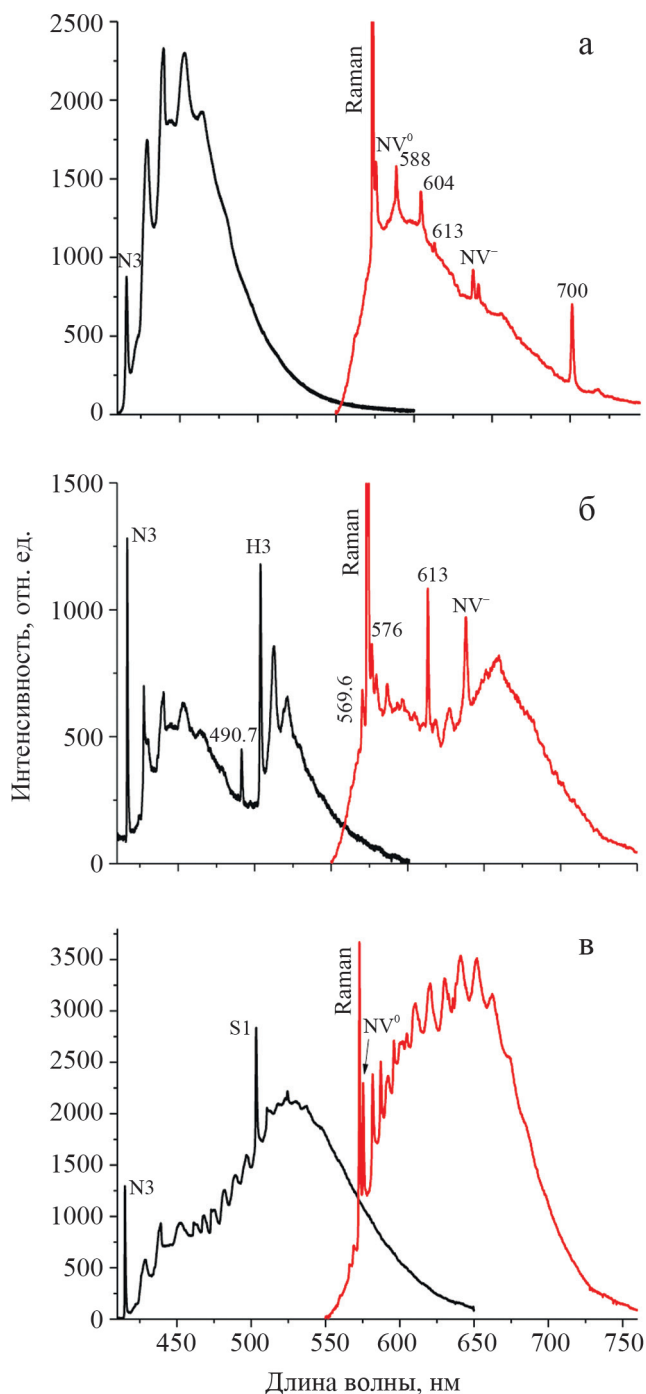 а
2500
2000
1500
1000
500
0
N3
Raman
NV⁰
588
604
613
NV⁻
700
б
1500
1000
500
0
N3
490.7
H3
Raman
569.6
576
613
NV⁻
Интенсивность, отн. ед.
в
3500
3000
2500
2000
1500
1000
500
0
N3
S1
Raman
NV⁰
450 500 550 600 650 700 750
Длина волны, нм